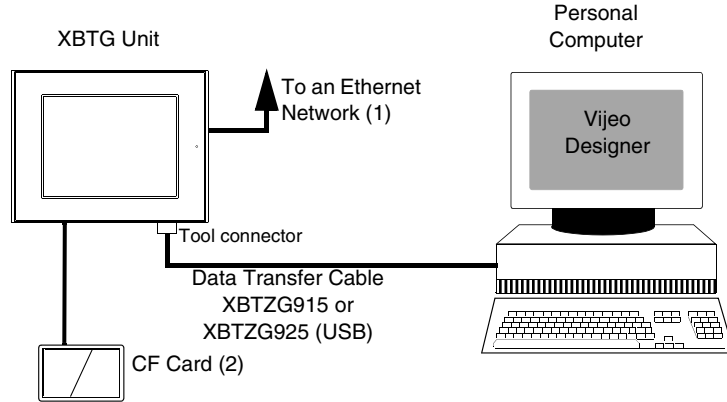 Personal
Computer
XBTG Unit
To an Ethernet
Network (1)
Vijeo
Designer
Tool connector
Data Transfer Cable
XBTZG915 or
XBTZG925 (USB)
CF Card (2)